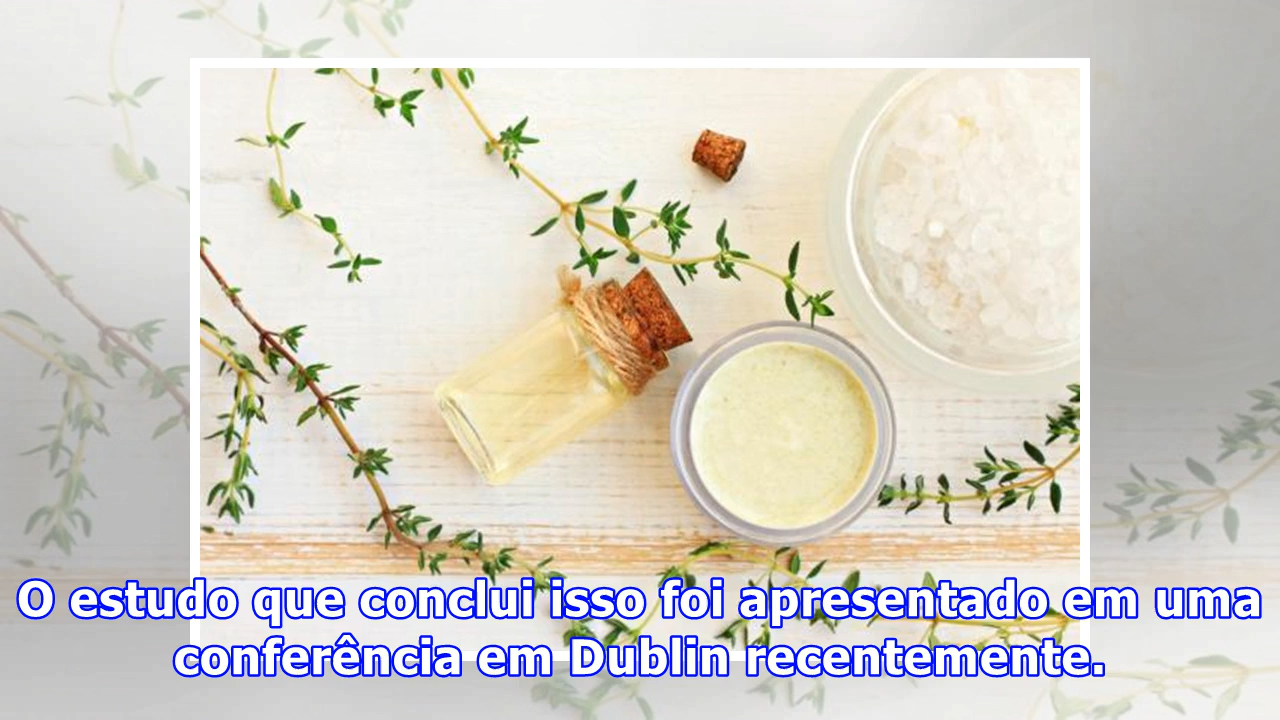 O estudo que conclui isso foi apresentado em uma
conferência em Dublin recentemente.